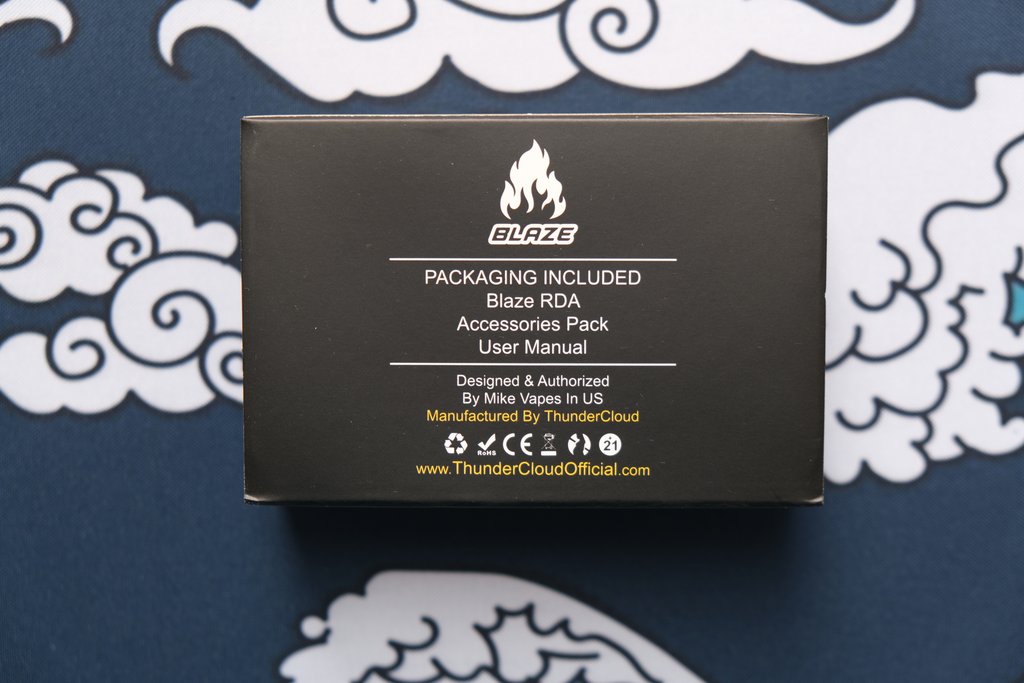 BLAZE
PACKAGING INCLUDED
Blaze RDA
Accessories Pack
User Manual
Designed & Authorized
By Mike Vapes In US
Manufactured By ThunderCloud
RoHS CE 21
www.ThunderCloudOfficial.com